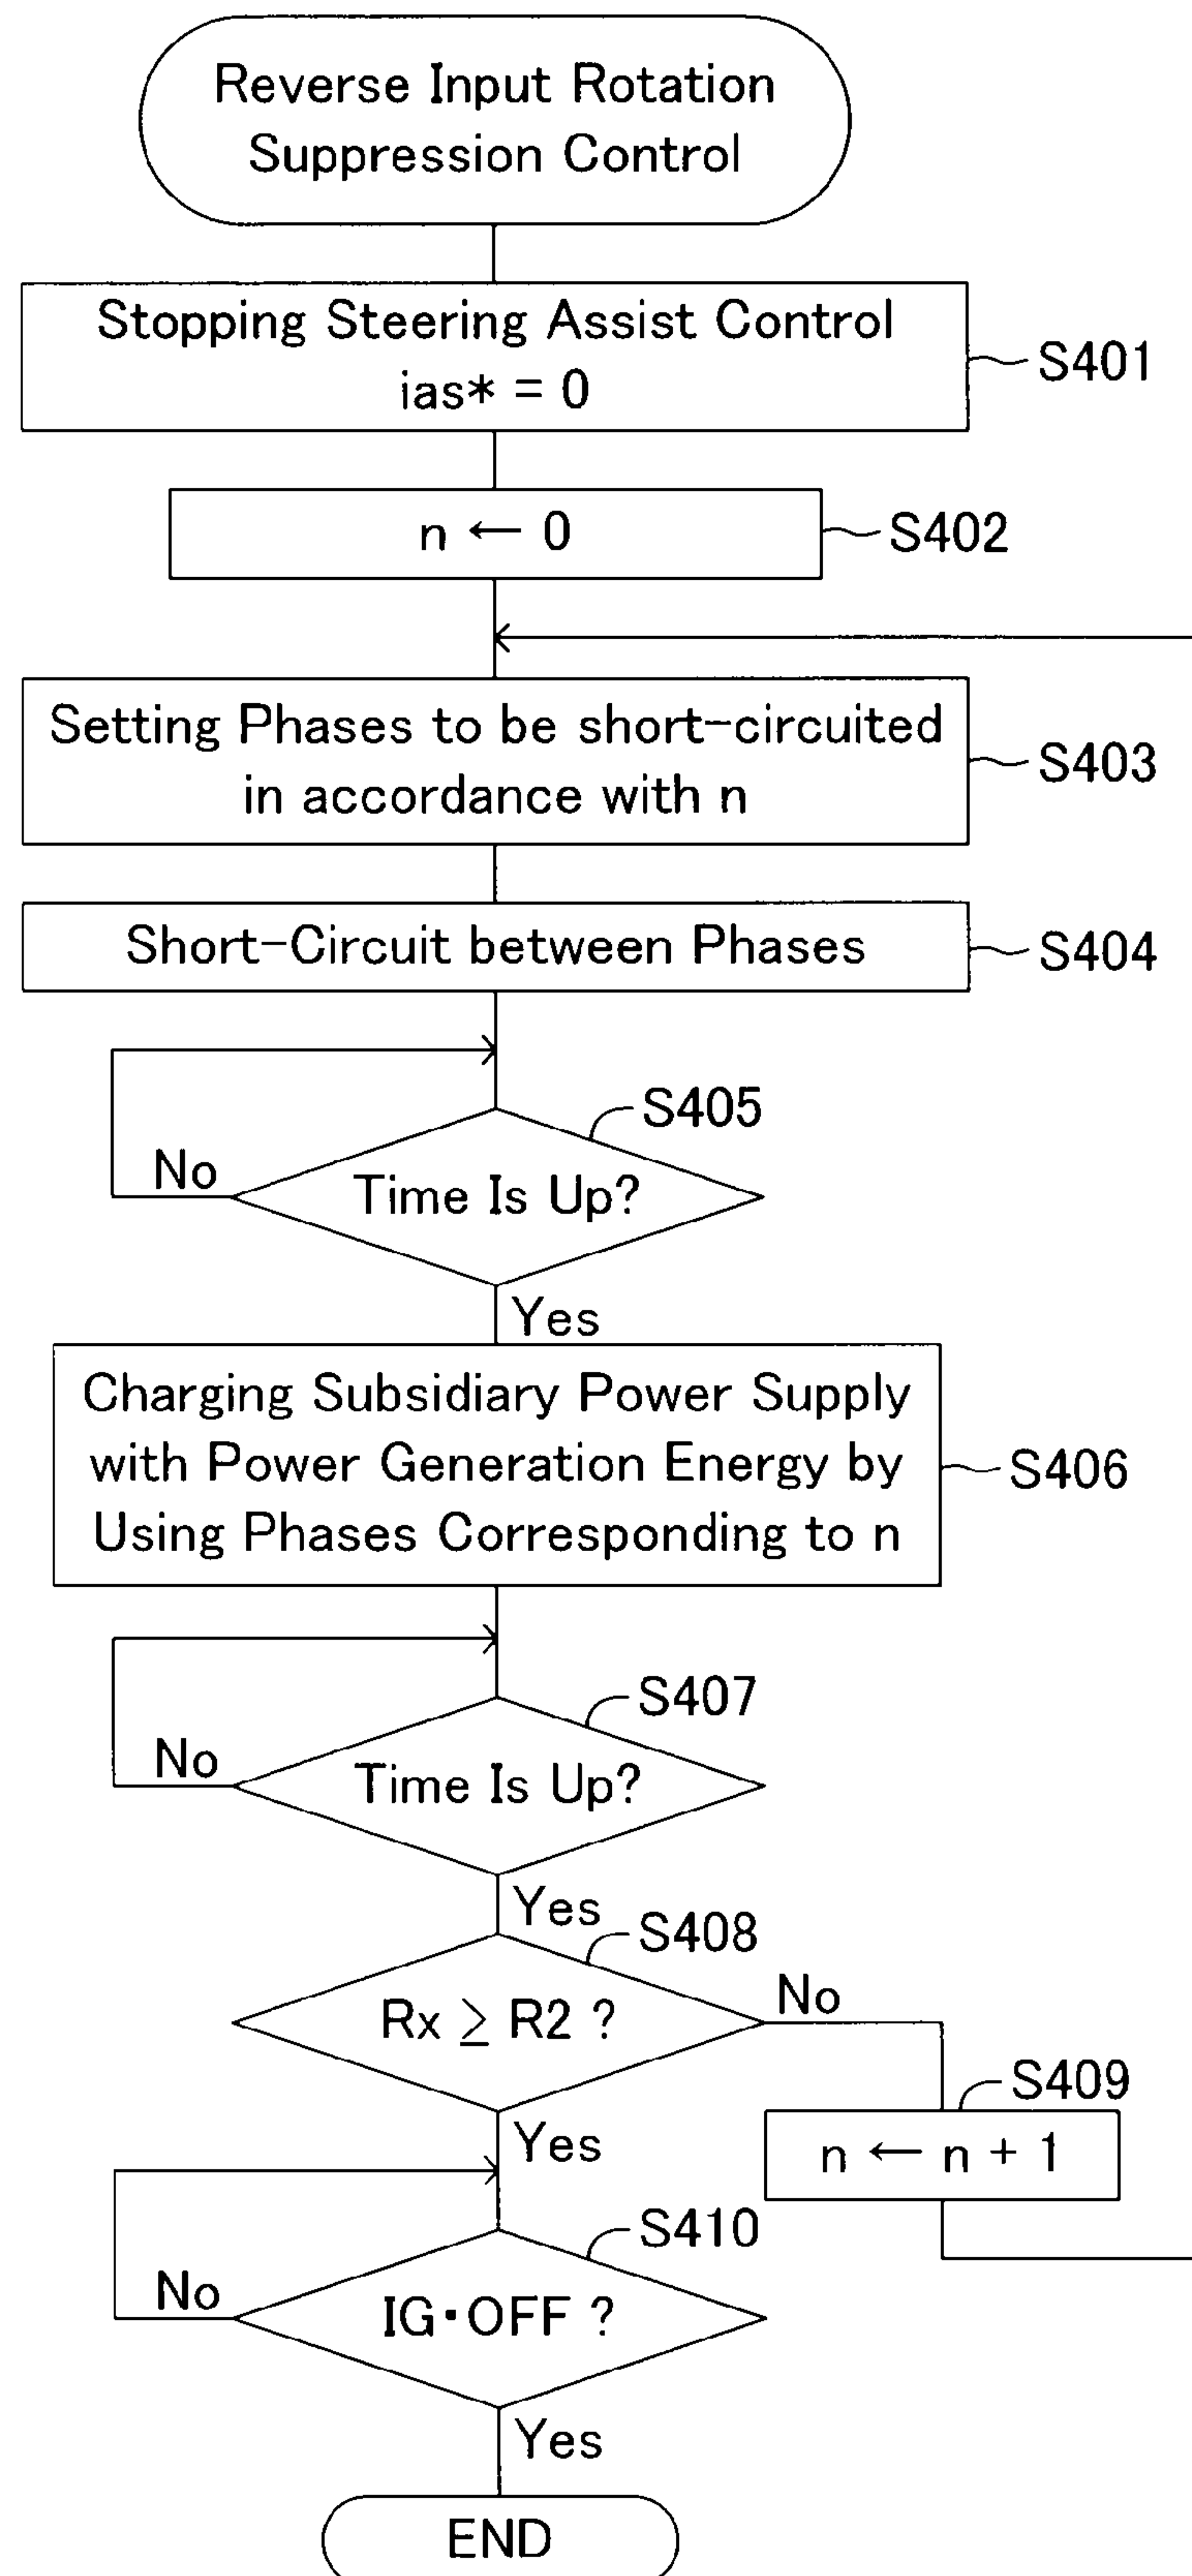 Reverse Input Rotation
Suppression Control
Stopping Steering Assist Control
ias* = 0
S401
n ← 0
S402
Setting Phases to be short-circuited
in accordance with n
S403
Short-Circuit between Phases
S404
S405
No
Time Is Up?
Yes
Charging Subsidiary Power Supply
with Power Generation Energy by
Using Phases Corresponding to n
S406
S407
No
Time Is Up?
Yes
S408
Rx ≥ R2 ?
No
S409
n ← n + 1
Yes
S410
No
IG・OFF ?
Yes
END